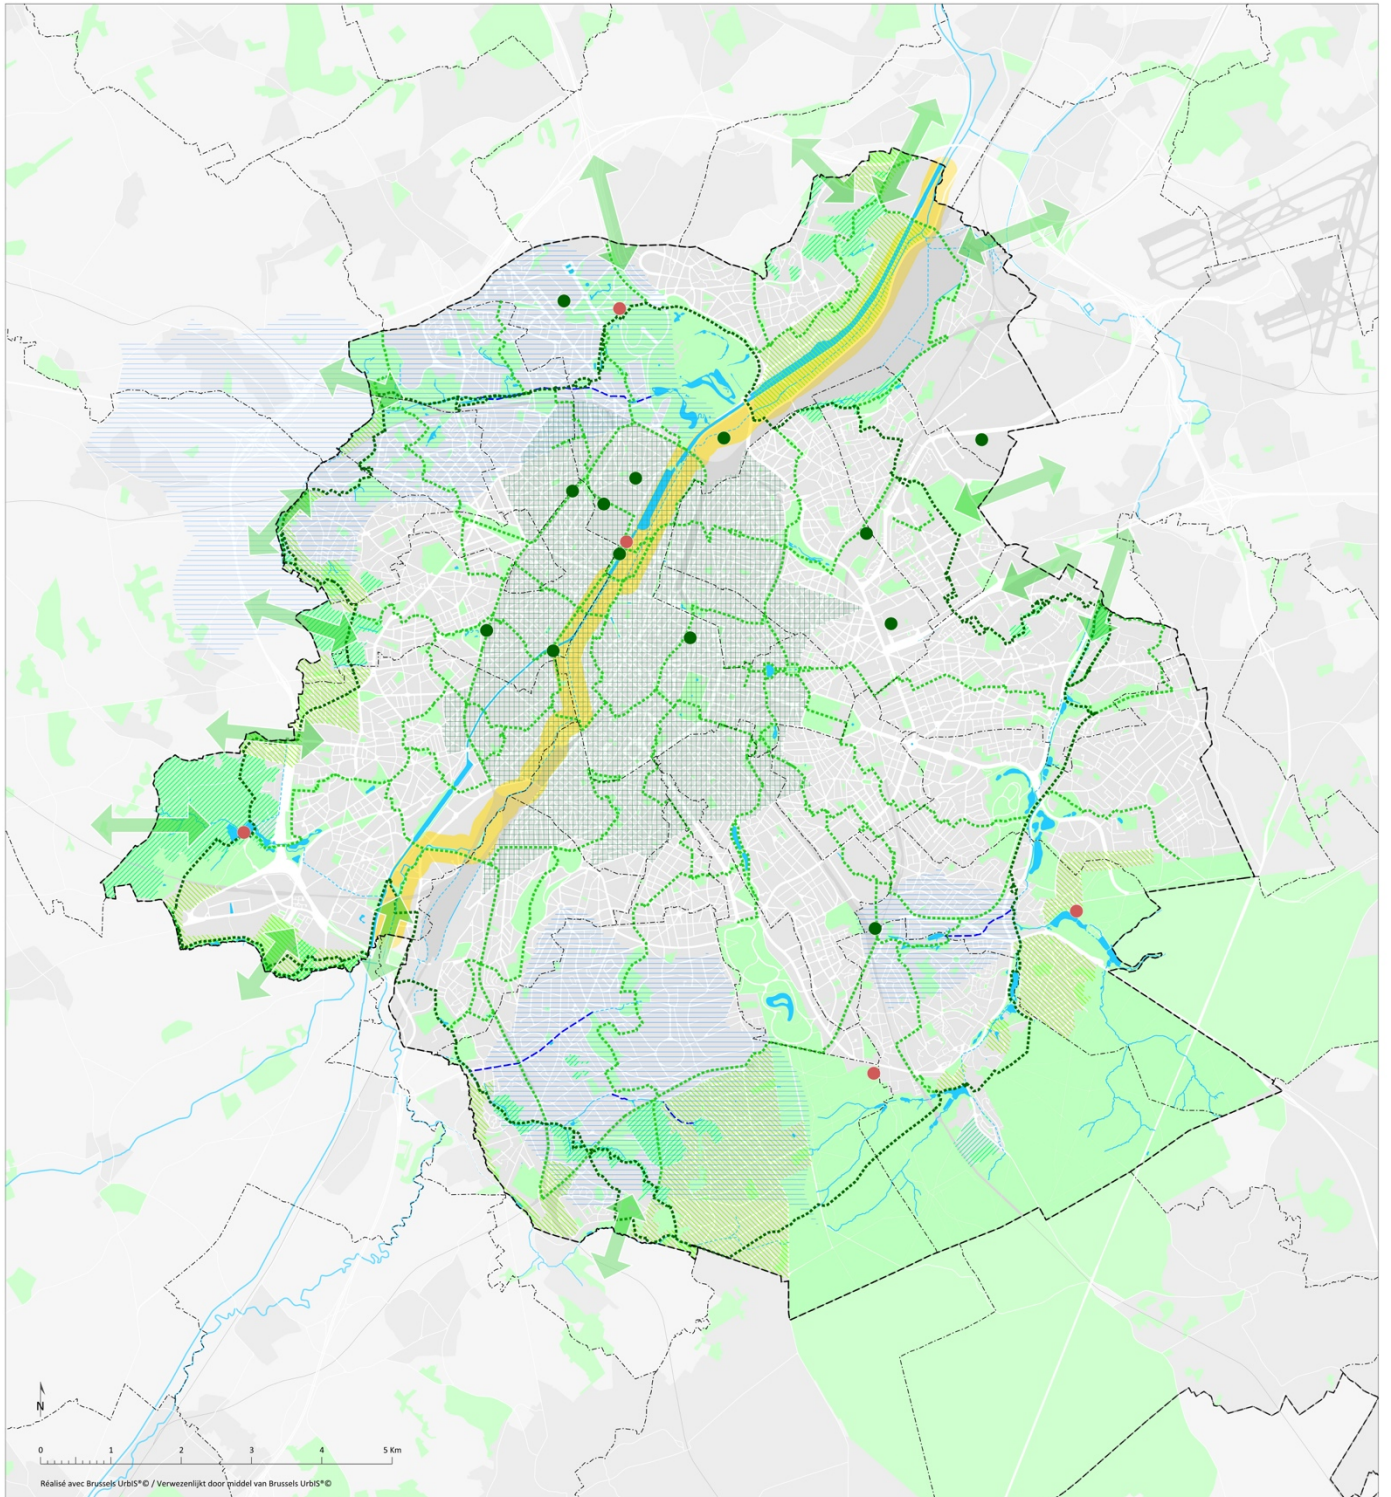 N
0 1 2 3 4 5 Km
Réalisé avec Brussels UrbIS®© / Verwezenlijkt door middel van Brussels UrbIS®©